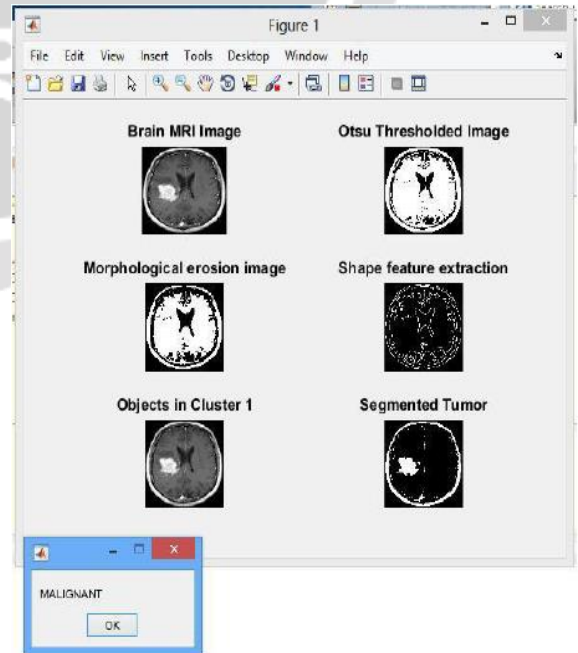 Figure 1
File Edit View Insert Tools Desktop Window Help
Brain MRI Image
Otsu Thresholded Image
Morphological erosion image
Shape feature extraction
Objects in Cluster 1
Segmented Tumor
MALIGNANT
OK